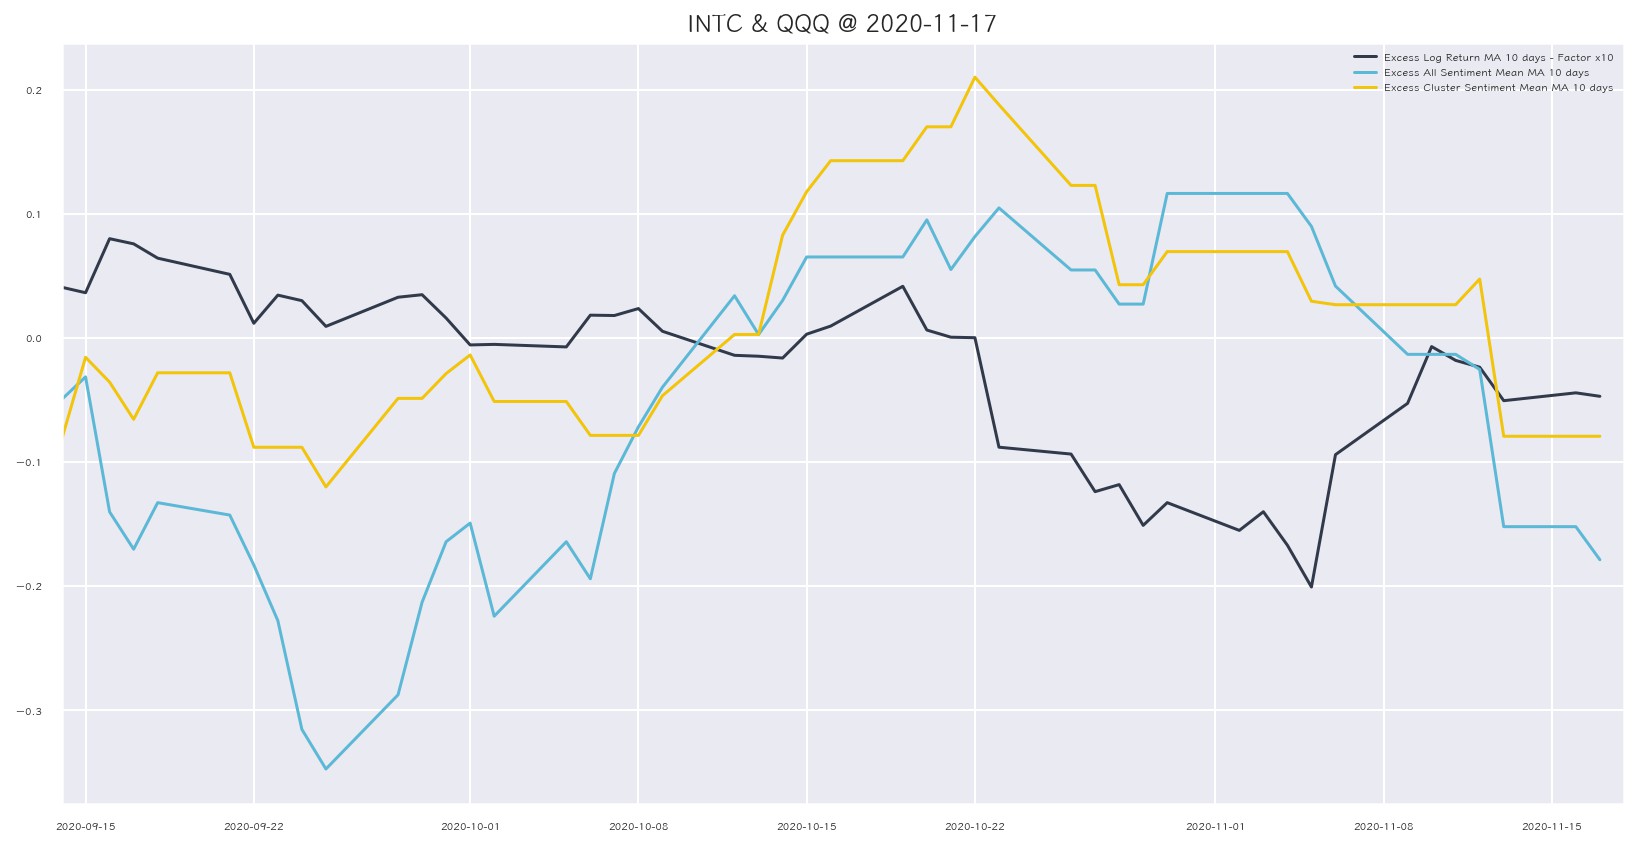 INTC & QQQ @ 2020-11-17
Excess Log Return MA 10 days - Factor x10
Excess All Sentiment Mean MA 10 days
Excess Cluster Sentiment Mean MA 10 days
0.2
0.1
0.0
−0.1
−0.2
−0.3
2020-09-15 2020-09-22 2020-10-01 2020-10-08 2020-10-15 2020-10-22 2020-11-01 2020-11-08 2020-11-15